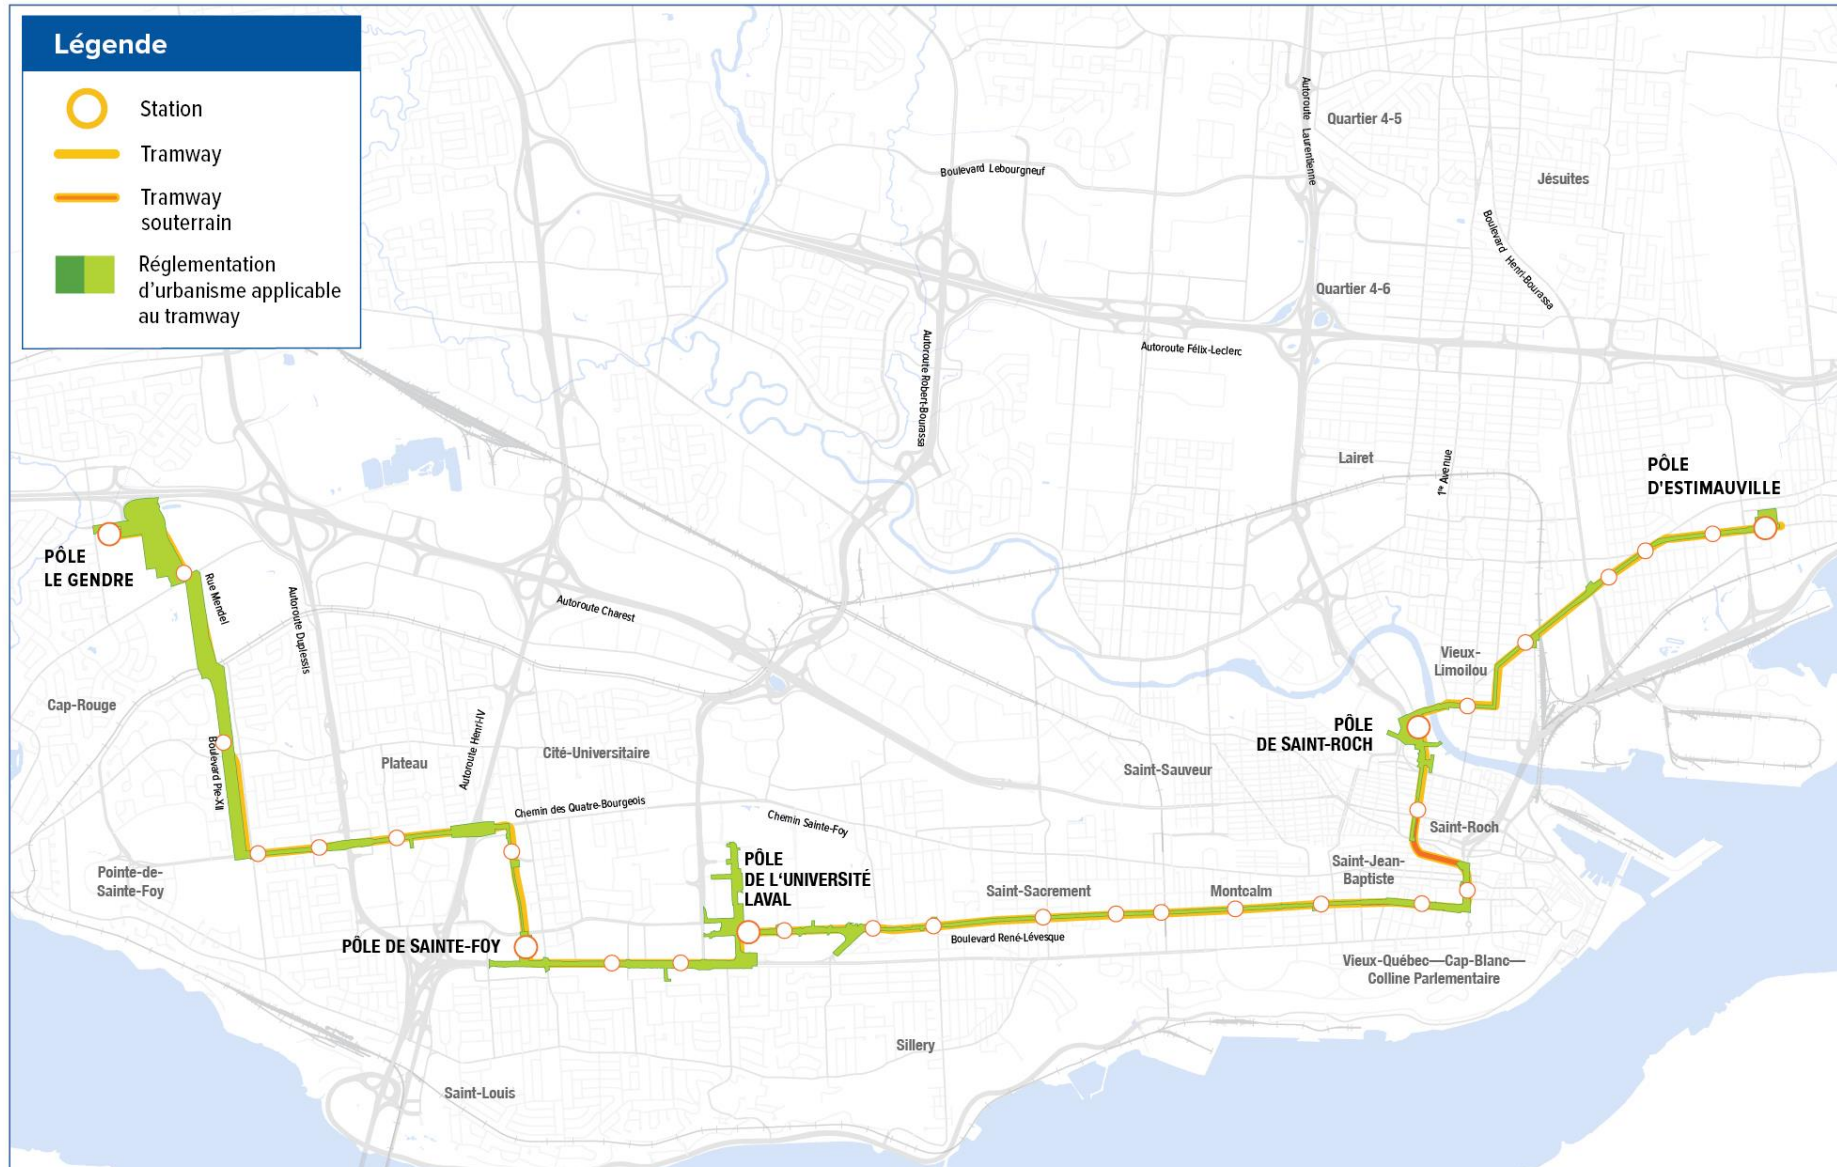 Légende
Station
Tramway
Tramway
souterrain
Réglementation
d'urbanisme applicable
au tramway
Autoroute Laurentienne
Quartier 4-5
Boulevard Lebourgneuf
Jésuites
Boulevard Henri-Bourassa
Quartier 4-6
Autoroute Robert-Bourassa
Autoroute Félix-Leclerc
Lairet
1re Avenue
PÔLE
D'ESTIMAUVILLE
PÔLE
LE GENDRE
Rue Mendel
Autoroute Duplessis
Autoroute Charest
Cap-Rouge
Boulevard Pie-XII
Plateau
Autoroute Henri-IV
Cité-Universitaire
Vieux-
Limoilou
PÔLE
DE SAINT-ROCH
Saint-Sauveur
Chemin des Quatre-Bourgeois
Chemin Sainte-Foy
Saint-Roch
Pointe-de-
Sainte-Foy
PÔLE
DE L'UNIVERSITÉ
LAVAL
Saint-Sacrement
Montcalm
Saint-Jean-
Baptiste
PÔLE DE SAINTE-FOY
Boulevard René-Lévesque
Vieux-Québec—Cap-Blanc—
Colline Parlementaire
Sillery
Saint-Louis